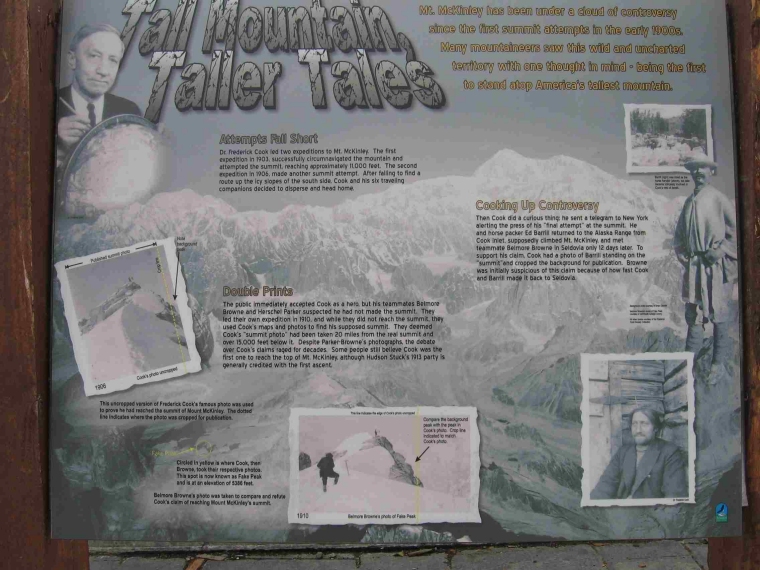 Tall Mountain,
Taller Tales
Mt. McKinley has been under a cloud of controversy
since the first summit attempts in the early 1900s.
Many mountaineers saw this wild and uncharted
territory with one thought in mind - being the first
to stand atop America's tallest mountain.
Attempts Fall Short
Dr. Frederick Cook led two expeditions to Mt. McKinley. The first
expedition in 1903, successfully circumnavigated the mountain and
attempted the summit, reaching approximately 11,000 feet. The second
expedition in 1906, made another summit attempt. After failing to find a
route up the icy slopes of the south side, Cook and his six traveling
companions decided to disperse and head home.
Cooking Up Controversy
Then Cook did a curious thing; he sent a telegram to New York
alerting the press of his "final attempt" at the summit. He
and horse packer Ed Barrill returned to the Alaska Range from
Cook Inlet, supposedly climbed Mt. McKinley, and met
teammate Belmore Browne in Seldovia only 12 days later. To
support his claim, Cook had a photo of Barrill standing on the
"summit" and cropped the background for publication. Browne
was initially suspicious of this claim because of how fast Cook
and Barrill made it back to Seldovia.
Published summit photo
Note
background
peak
Crop line
1906
Cook's photo uncropped
Double Prints
The public immediately accepted Cook as a hero, but his teammates Belmore
Browne and Herschel Parker suspected he had not made the summit. They
led their own expedition in 1910, and while they did not reach the summit, they
used Cook's maps and photos to find his supposed summit. They deemed
Cook's "summit photo" had been taken 20 miles from the real summit and
over 15,000 feet below it. Despite Parker-Browne's photographs, the debate
over Cook's claims raged for decades. Some people still believe Cook was the
first one to reach the top of Mt. McKinley, although Hudson Stuck's 1913 party is
generally credited with the first ascent.
This uncropped version of Frederick Cook's famous photo was used
to prove he had reached the summit of Mount McKinley. The dotted
line indicates where the photo was cropped for publication.
Circled in yellow is where Cook, then
Browne, took their respective photos.
This spot is now known as Fake Peak
and is at an elevation of 5386 feet.
Belmore Browne's photo was taken to compare and refute
Cook's claim of reaching Mount McKinley's summit.
This line indicates the edge of Cook's photo uncropped
Compare the background
peak with the peak in
Cook's photo. Crop line
indicated to match
Cook's photo.
1910
Belmore Browne's photo of Fake Peak